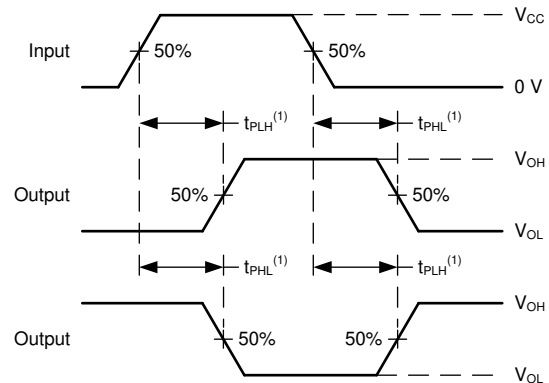 V<sub>CC</sub>
Input 50% 50%
0 V
t<sub>PLH</sub><sup>(1)</sup> t<sub>PHL</sub><sup>(1)</sup>
V<sub>OH</sub>
Output 50% 50%
V<sub>OL</sub>
t<sub>PHL</sub><sup>(1)</sup> t<sub>PLH</sub><sup>(1)</sup>
V<sub>OH</sub>
Output 50% 50%
V<sub>OL</sub>